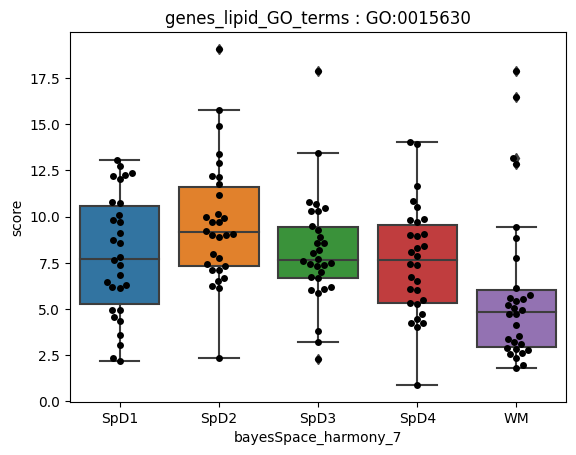 genes_lipid_GO_terms : GO:0015630
score
17.5
15.0
12.5
10.0
7.5
5.0
2.5
0.0
SpD1 SpD2 SpD3 SpD4 WM
bayesSpace_harmony_7